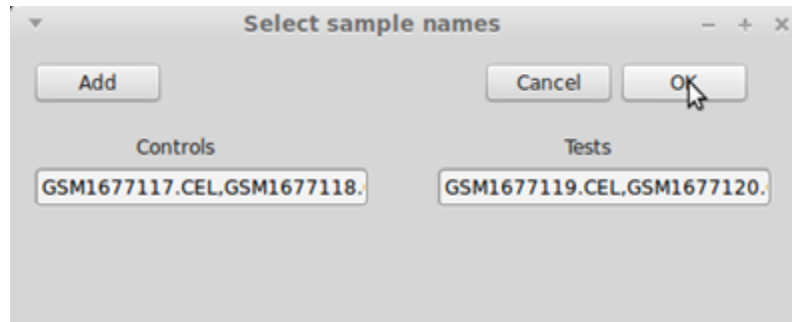 Select sample names
Add Cancel OK
Controls Tests
GSM1677117.CEL,GSM1677118. GSM1677119.CEL,GSM1677120.